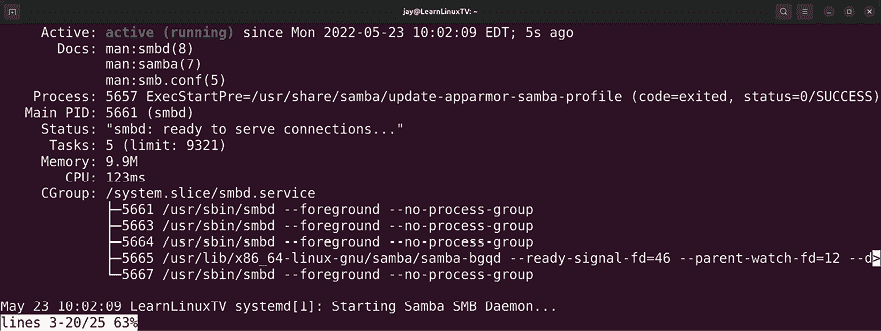 jay@LearnLinuxTV: ~
Active: active (running) since Mon 2022-05-23 10:02:09 EDT; 5s ago
Docs: man:smbd(8)
man:samba(7)
man:smb.conf(5)
Process: 5657 ExecStartPre=/usr/share/samba/update-apparmor-samba-profile (code=exited, status=0/SUCCESS)
Main PID: 5661 (smbd)
Status: "smbd: ready to serve connections..."
Tasks: 5 (limit: 9321)
Memory: 9.9M
CPU: 123ms
CGroup: /system.slice/smbd.service
├─5661 /usr/sbin/smbd --foreground --no-process-group
├─5663 /usr/sbin/smbd --foreground --no-process-group
├─5664 /usr/sbin/smbd --foreground --no-process-group
├─5665 /usr/lib/x86_64-linux-gnu/samba/samba-bgqd --ready-signal-fd=46 --parent-watch-fd=12 --d>
└─5667 /usr/sbin/smbd --foreground --no-process-group
May 23 10:02:09 LearnLinuxTV systemd[1]: Starting Samba SMB Daemon...
lines 3-20/25 63%